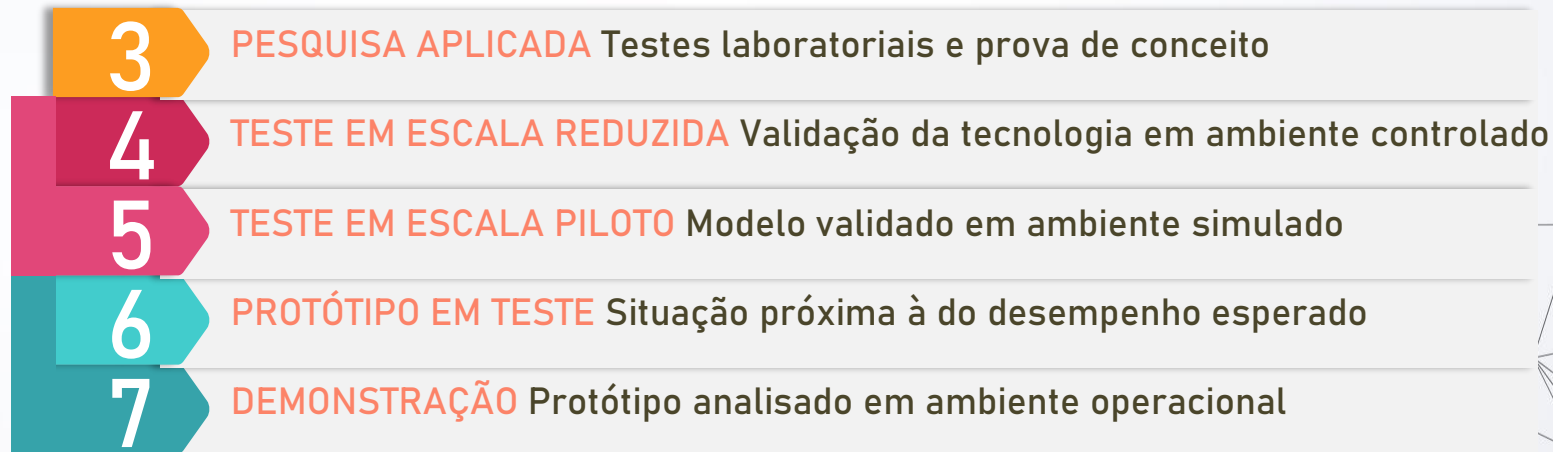 3 PESQUISA APLICADA Testes laboratoriais e prova de conceito
4 TESTE EM ESCALA REDUZIDA Validação da tecnologia em ambiente controlado
5 TESTE EM ESCALA PILOTO Modelo validado em ambiente simulado
6 PROTÓTIPO EM TESTE Situação próxima à do desempenho esperado
7 DEMONSTRAÇÃO Protótipo analisado em ambiente operacional